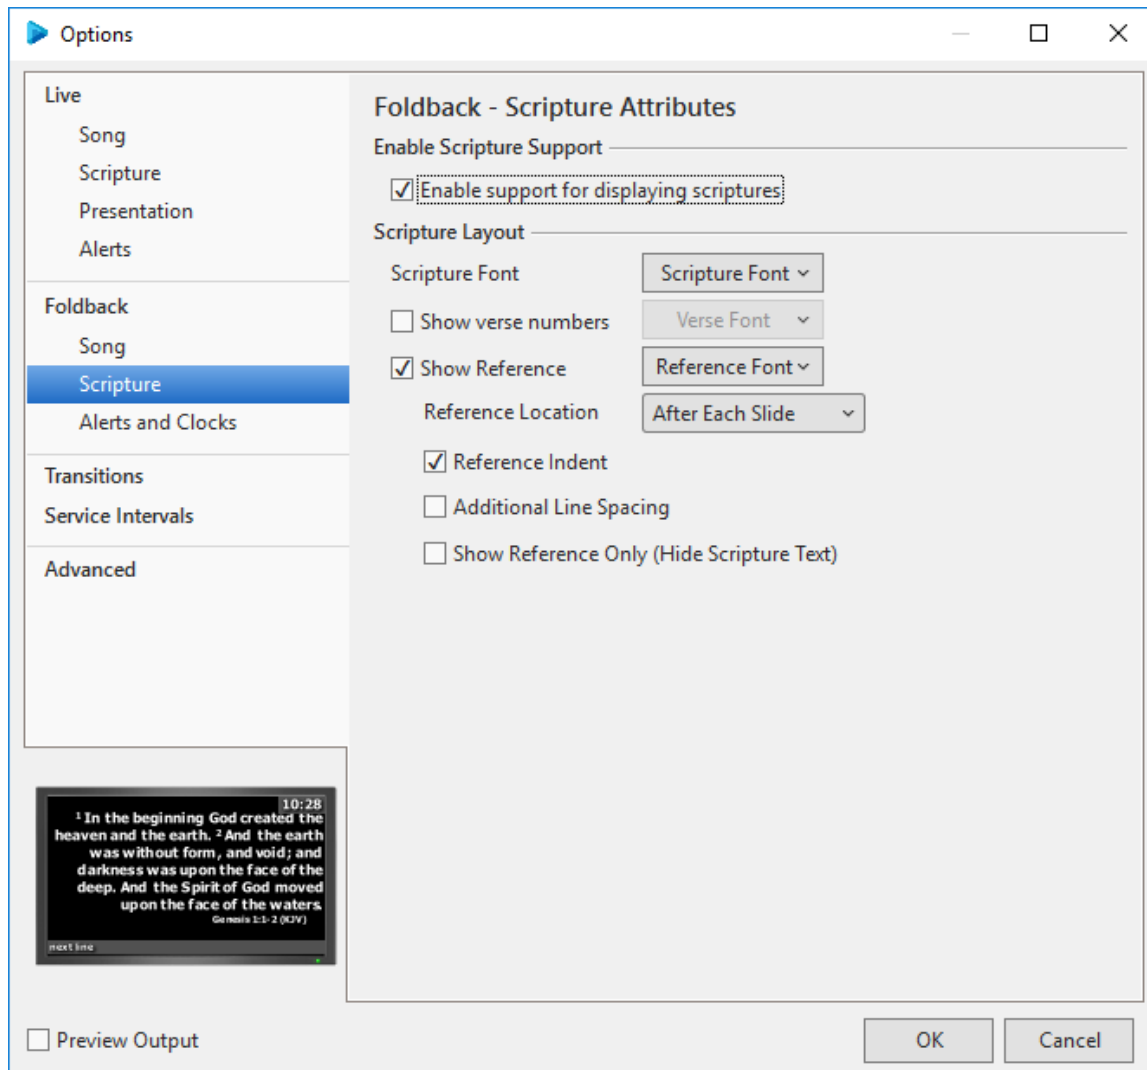 Options
Live
Song
Scripture
Presentation
Alerts
Foldback
Song
Scripture
Alerts and Clocks
Transitions
Service Intervals
Advanced
Foldback - Scripture Attributes
Enable Scripture Support
Enable support for displaying scriptures
Scripture Layout
Scripture Font Scripture Font
Show verse numbers Verse Font
Show Reference Reference Font
Reference Location After Each Slide
Reference Indent
Additional Line Spacing
Show Reference Only (Hide Scripture Text)
10:28
1 In the beginning God created the
heaven and the earth. 2 And the earth
was without form, and void; and
darkness was upon the face of the
deep. And the Spirit of God moved
upon the face of the waters.
Genesis 1:1-2 (KJV)
next line
Preview Output
OK Cancel